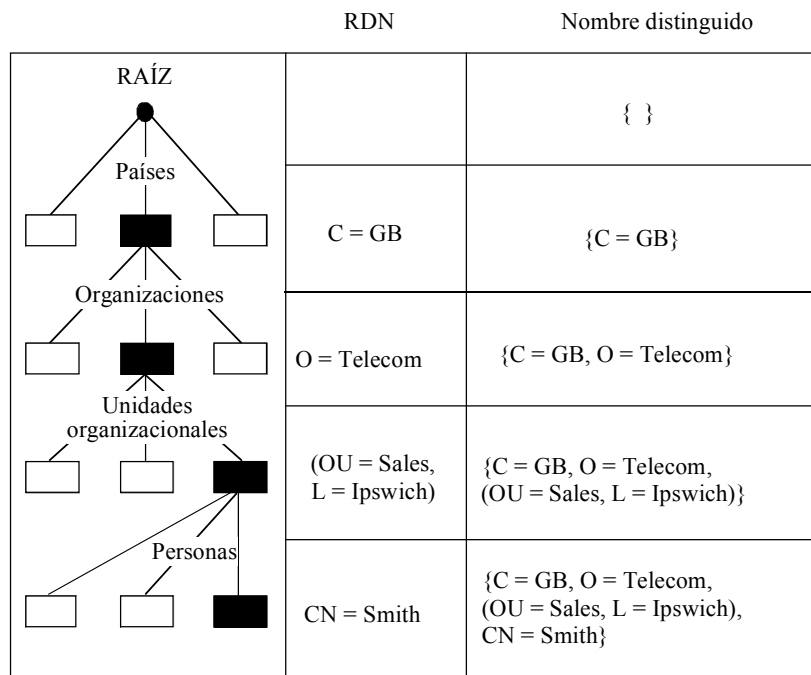 RDN
Nombre distinguido
RAÍZ
{ }
Países
C = GB
{C = GB}
Organizaciones
O = Telecom
{C = GB, O = Telecom}
Unidades
organizacionales
(OU = Sales,
L = Ipswich)
{C = GB, O = Telecom,
(OU = Sales, L = Ipswich)}
Personas
CN = Smith
{C = GB, O = Telecom,
(OU = Sales, L = Ipswich),
CN = Smith}